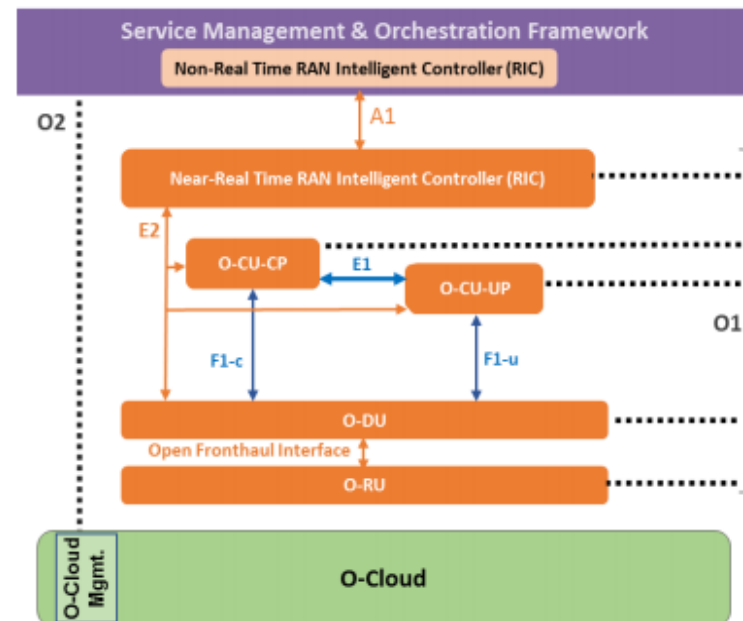 Service Management & Orchestration Framework
Non-Real Time RAN Intelligent Controller (RIC)
O2
A1
Near-Real Time RAN Intelligent Controller (RIC)
E2
O-CU-CP
E1
O-CU-UP
O1
F1-c
F1-u
O-DU
Open Fronthaul Interface
O-RU
O-Cloud
Mgmt.
O-Cloud